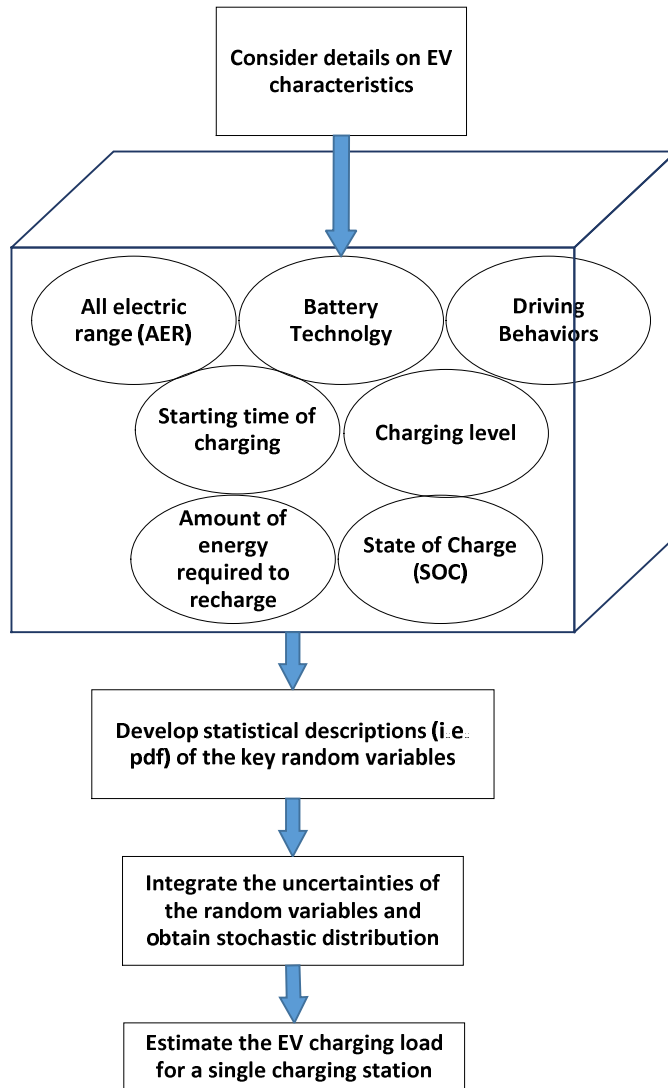 Consider details on EV
characteristics
All electric
range (AER)
Battery
Technolgy
Driving
Behaviors
Starting time of
charging
Charging level
Amount of
energy
required to
recharge
State of Charge
(SOC)
Develop statistical descriptions (i.e.
pdf) of the key random variables
Integrate the uncertainties of
the random variables and
obtain stochastic distribution
Estimate the EV charging load
for a single charging station